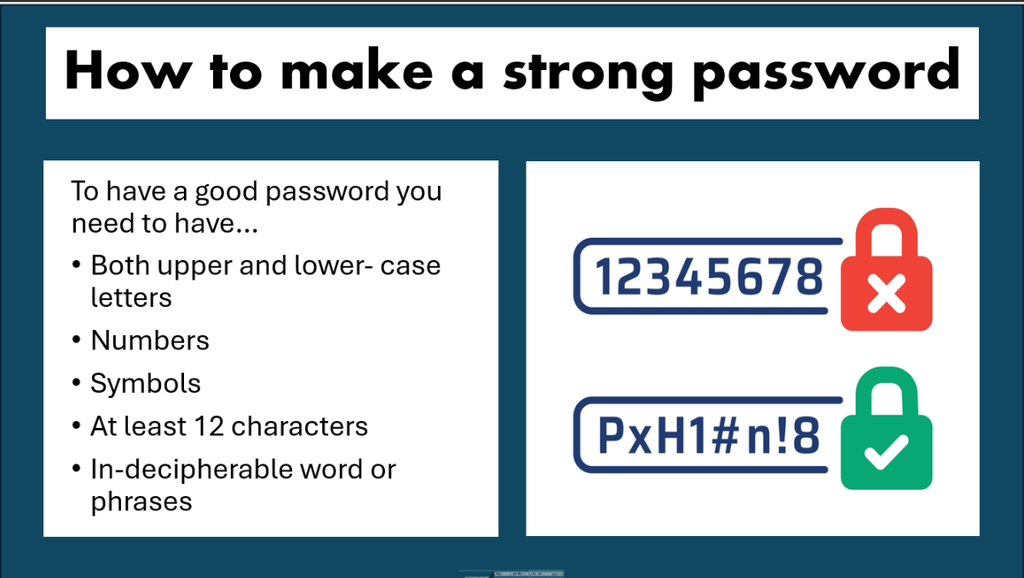 How to make a strong password
To have a good password you
need to have...
• Both upper and lower- case
letters
• Numbers
• Symbols
• At least 12 characters
• In-decipherable word or
phrases
12345678
PxH1#n!8